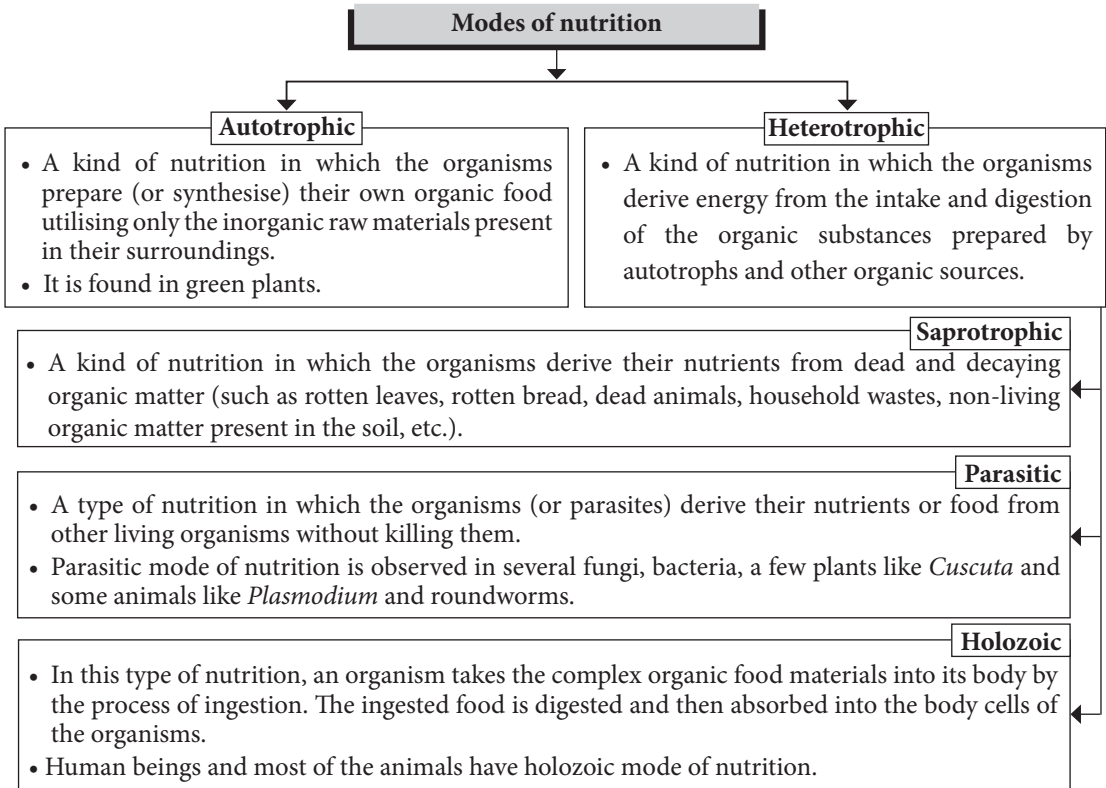 Modes of nutrition
Autotrophic
• A kind of nutrition in which the organisms
prepare (or synthesise) their own organic food
utilising only the inorganic raw materials present
in their surroundings.
• It is found in green plants.
Heterotrophic
• A kind of nutrition in which the organisms
derive energy from the intake and digestion
of the organic substances prepared by
autotrophs and other organic sources.
Saprotrophic
• A kind of nutrition in which the organisms derive their nutrients from dead and decaying
organic matter (such as rotten leaves, rotten bread, dead animals, household wastes, non-living
organic matter present in the soil, etc.).
Parasitic
• A type of nutrition in which the organisms (or parasites) derive their nutrients or food from
other living organisms without killing them.
• Parasitic mode of nutrition is observed in several fungi, bacteria, a few plants like Cuscuta and
some animals like Plasmodium and roundworms.
Holozoic
• In this type of nutrition, an organism takes the complex organic food materials into its body by
the process of ingestion. The ingested food is digested and then absorbed into the body cells of
the organisms.
• Human beings and most of the animals have holozoic mode of nutrition.